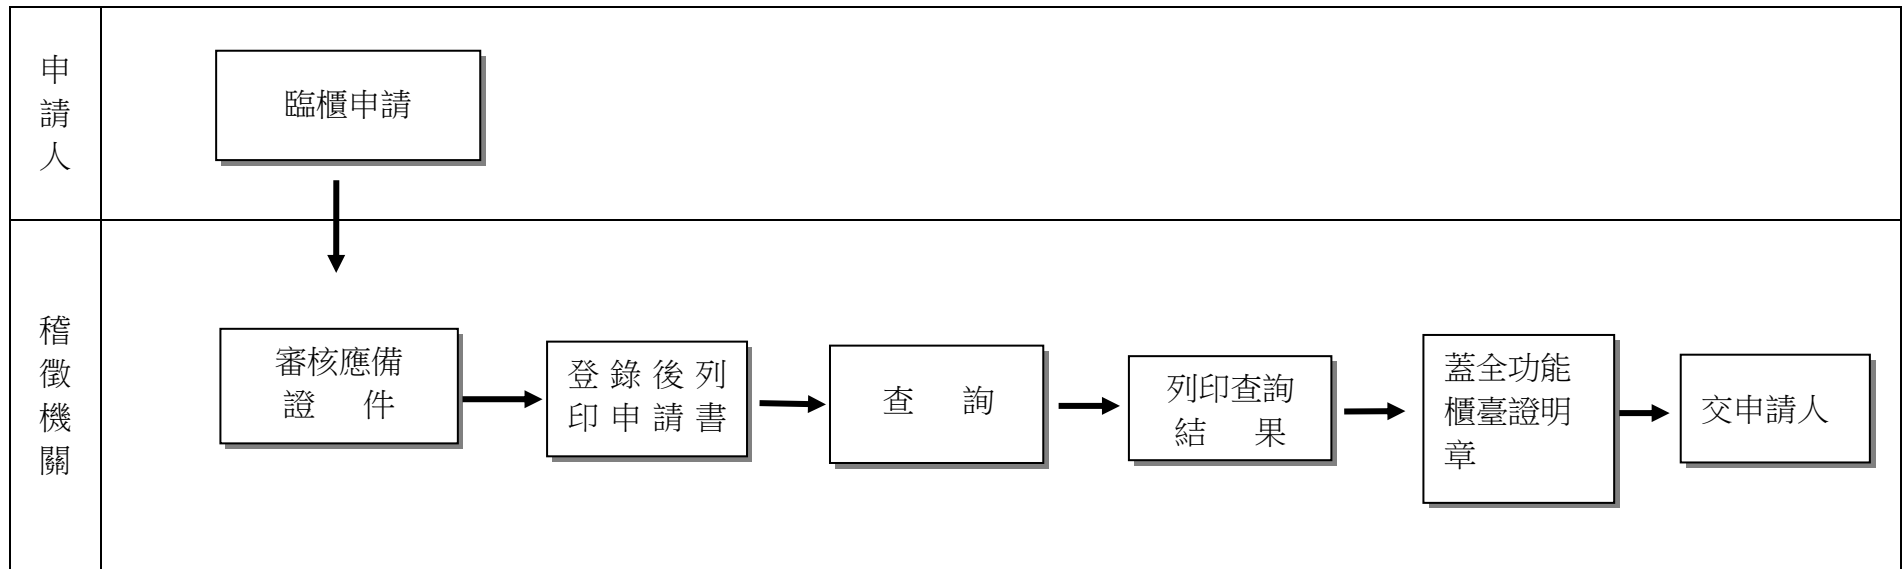 申請人
臨櫃申請
稽徵機關
審核應備
證件
登錄後列
印申請書
查詢
列印查詢
結果
蓋全功能
櫃臺證明
章
交申請人